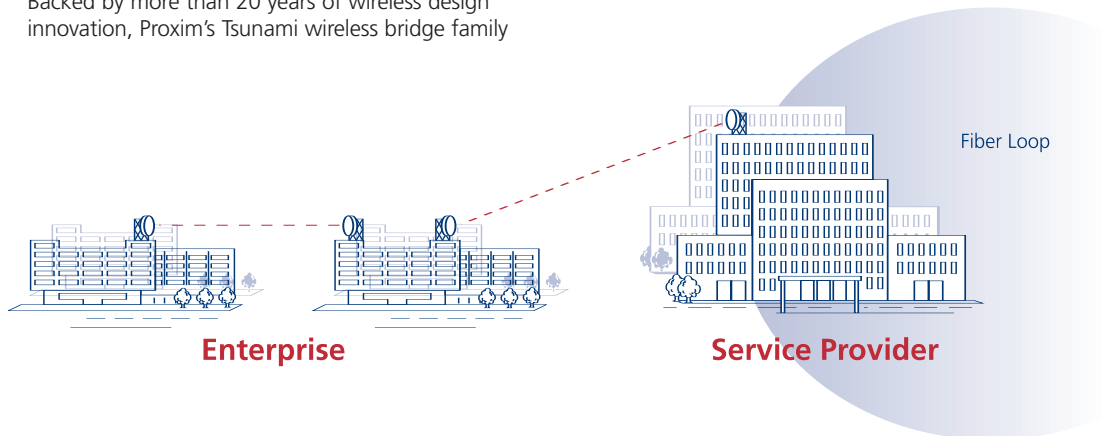 Backed by more than 20 years of wireless design
innovation, Proxim's Tsunami wireless bridge family
Fiber Loop
Enterprise
Service Provider